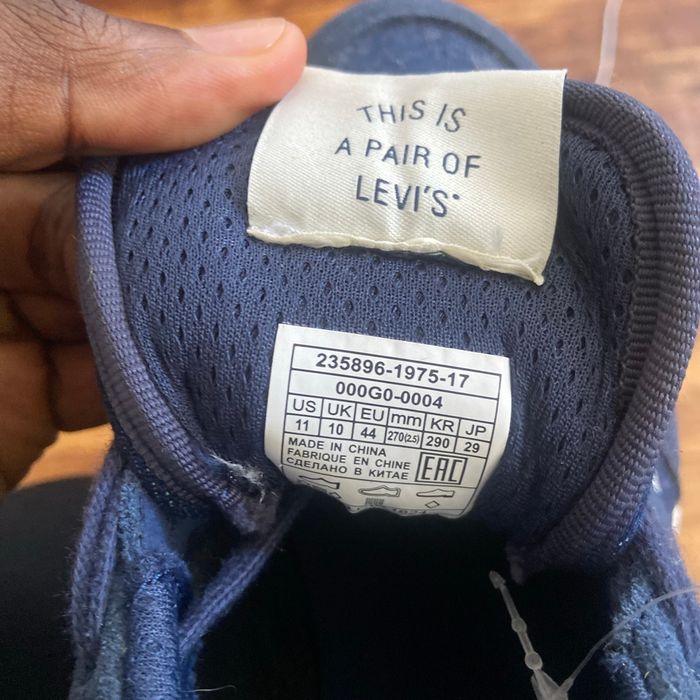 THIS IS
A PAIR OF
LEVI'S
235896-1975-17
000G0-0004
US UK EU mm KR JP
11 10 44 270(2.5) 290 29
MADE IN CHINA
FABRIQUE EN CHINE
СДЕЛАНО В КИТАЕ
EAC